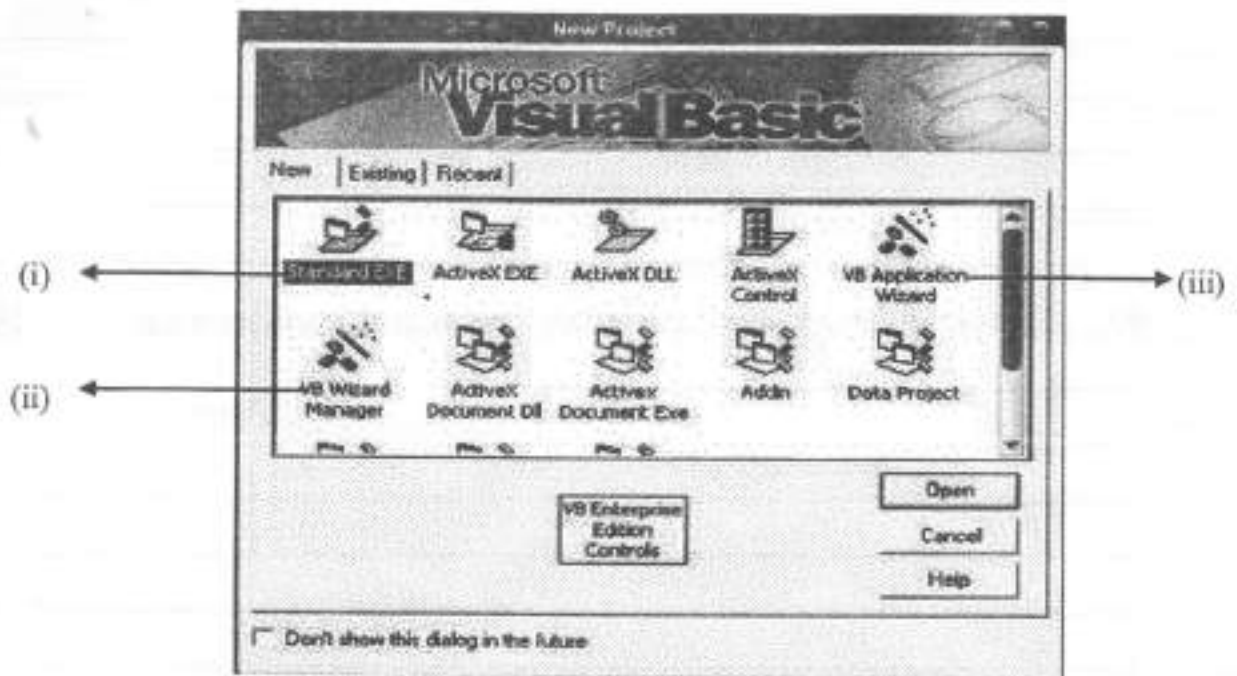 New Project
Microsoft
Visual Basic
New Existing Recent
Standard EXE ActiveX EXE ActiveX DLL ActiveX Control VB Application Wizard
VB Wizard Manager ActiveX Document Dll ActiveX Document Exe Addin Data Project
(i)
(ii)
(iii)
VB Enterprise
Edition
Controls
Open
Cancel
Help
Don't show this dialog in the future